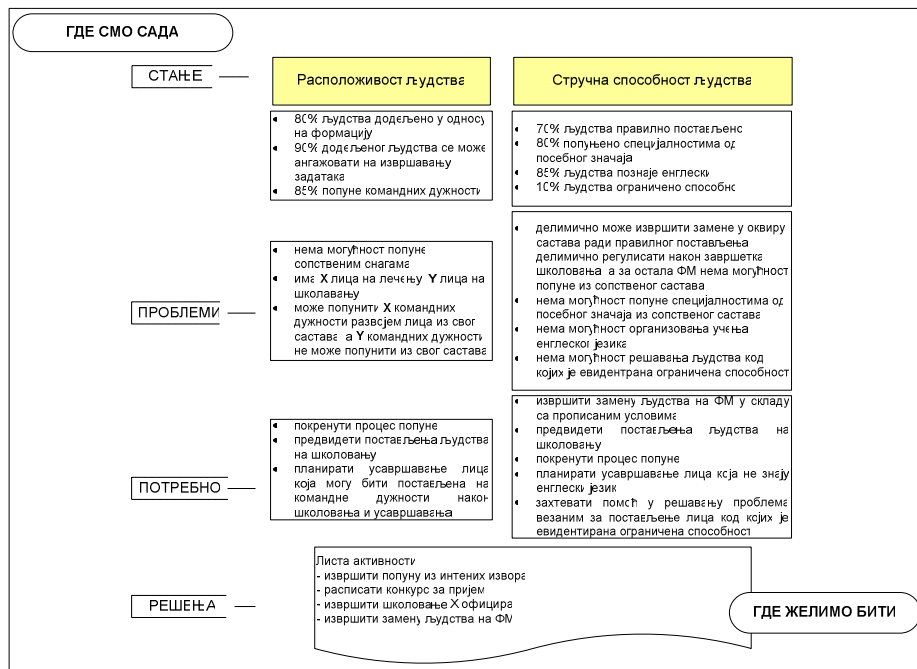 ГДЕ СМО САДА
СТАЊЕ
Расположивост људства
Стручна способност људства
• 80% људства додељено у односу
на формацију
• 90% додељеног људства се може
ангажовати на извршавању
задатака
• 85% попуне командних дужности
• 70% људства правилно постављено
• 80% попуњено специјалностима од
посебног значаја
• 85% људства познаје енглески
• 10% људства ограничено способно
ПРОБЛЕМИ
• нема могућност попуне
сопственим снагама
• има X лица на лечењу Y лица на
школавању
• може попунити X командних
дужности развојем лица из свог
састава а Y командних дужности
не може попунити из свог састава
• делимично може извршити замене у оквиру
састава ради правилног постављења
делимично регулисати након завршетка
школовања а за остала ФМ нема могућност
попуне из сопственог састава
• нема могућност попуне специјалностима од
посебног значаја из сопственог састава
• нема могућност организовања учења
енглеског језика
• нема могућност решавања људства код
којих је евидентрана ограничена способност
ПОТРЕБНО
• покренути процес попуне
• предвидети постављења људства
на школовању
• планирати усавршавање лица
која могу бити постављена на
командне дужности након
школовања и усавршавања
• извршити замену људства на ФМ у складу
са прописаним условима
• предвидети постављења људства на
школовању
• покренути процес попуне
• планирати усавршавање лица која не знају
енглески језик
• захтевати помоћ у решавању проблема
везаним за постављење лица код којих је
евидентирана ограничена способност
РЕШЕЊА
Листа активности
- извршити попуну из интених извора
- расписати конкурс за пријем
- извршити школовање X официра
- извршити замену људства на ФМ
ГДЕ ЖЕЛИМО БИТИ